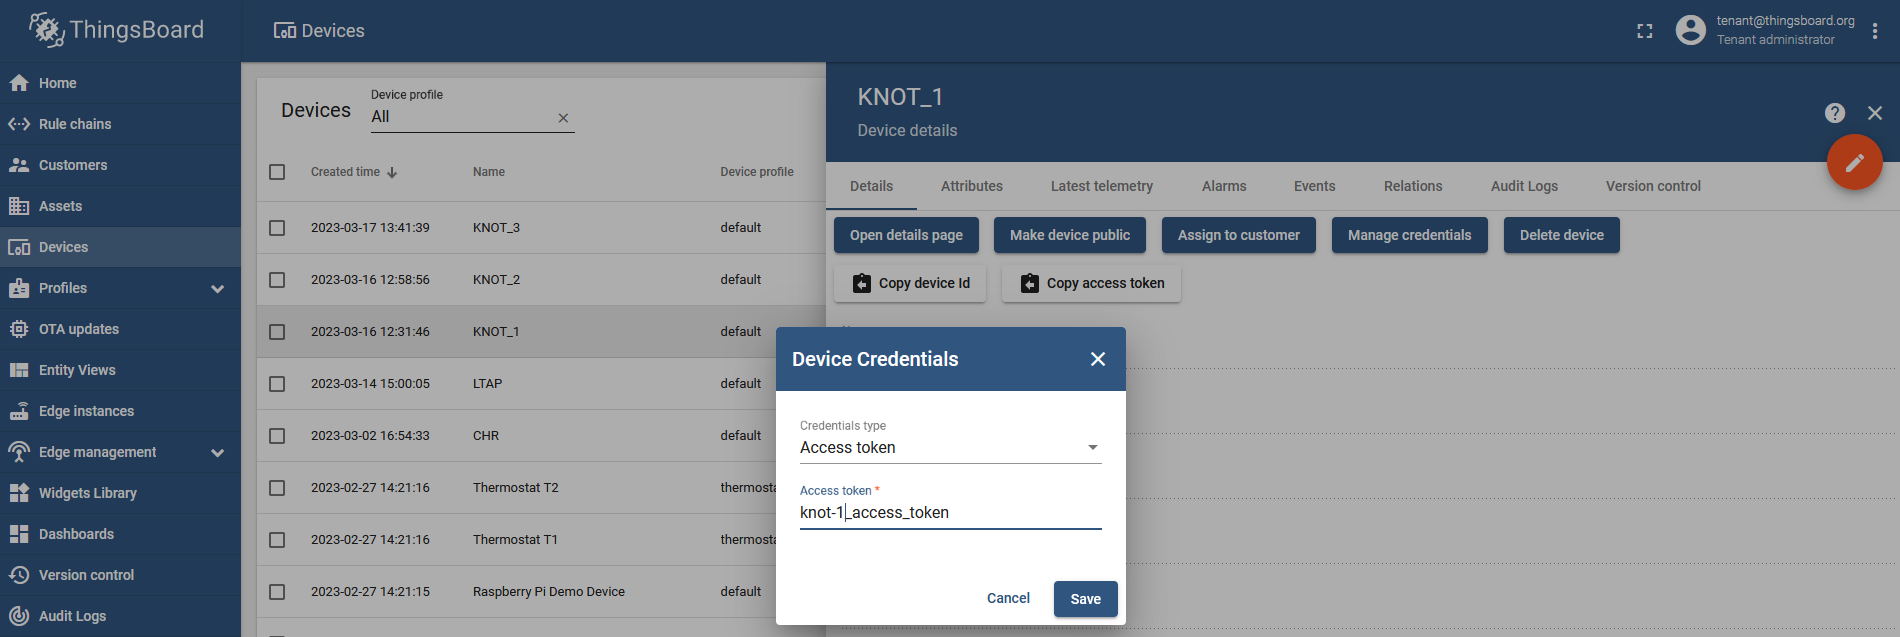 ThingsBoard
Devices
tenant@thingsboard.org
Tenant administrator
Home
Rule chains
Customers
Assets
Devices
Profiles
OTA updates
Entity Views
Edge instances
Edge management
Widgets Library
Dashboards
Version control
Audit Logs
Devices
Device profile
All
Created time
Name
Device profile
2023-03-17 13:41:39 KNOT_3 default
2023-03-16 12:58:56 KNOT_2 default
2023-03-16 12:31:46 KNOT_1 default
2023-03-14 15:00:05 LTAP default
2023-03-02 16:54:33 CHR default
2023-02-27 14:21:16 Thermostat T2 thermosta
2023-02-27 14:21:16 Thermostat T1 thermosta
2023-02-27 14:21:15 Raspberry Pi Demo Device default
KNOT_1
Device details
?
Details Attributes Latest telemetry Alarms Events Relations Audit Logs Version control
Open details page Make device public Assign to customer Manage credentials Delete device
Copy device Id Copy access token
Device Credentials
Credentials type
Access token
Access token *
knot-1_access_token
Cancel Save